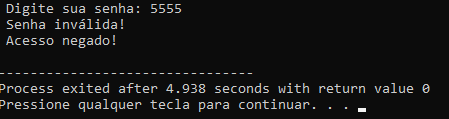 Digite sua senha: 5555
Senha inválida!
Acesso negado!
--------------------------------
Process exited after 4.938 seconds with return value 0
Pressione qualquer tecla para continuar. . .